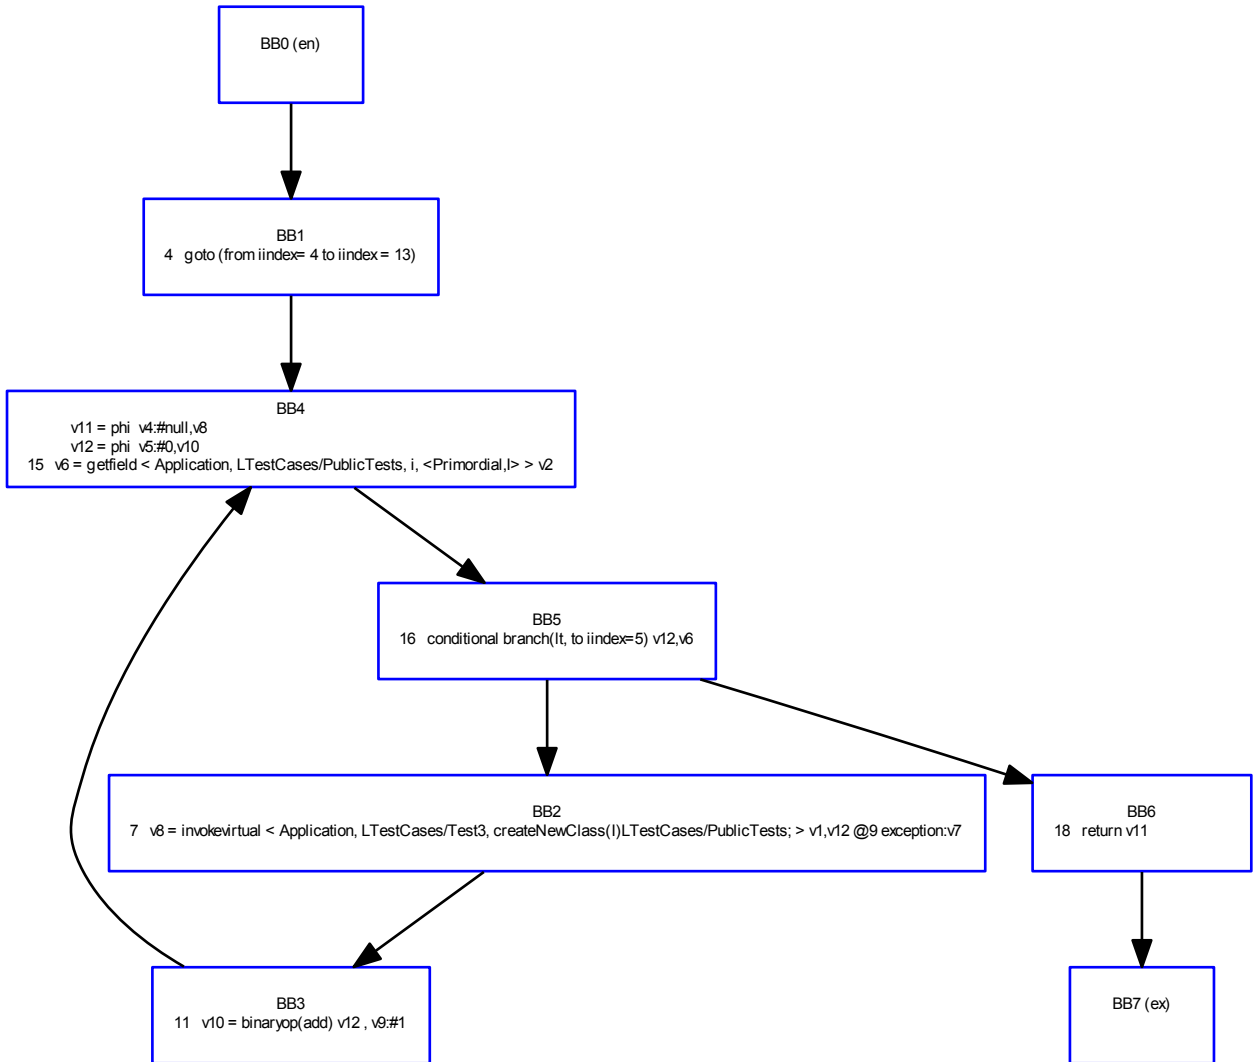 BB0 (en)
BB1
4 goto (from iindex= 4 to iindex = 13)
BB4
v11 = phi v4:#null,v8
v12 = phi v5:#0,v10
15 v6 = getfield < Application, LTestCases/PublicTests, i, <Primordial,I> > v2
BB5
16 conditional branch(lt, to iindex=5) v12,v6
BB2
7 v8 = invokevirtual < Application, LTestCases/Test3, createNewClass(I)LTestCases/PublicTests; > v1,v12 @9 exception:v7
BB6
18 return v11
BB3
11 v10 = binaryop(add) v12 , v9:#1
BB7 (ex)